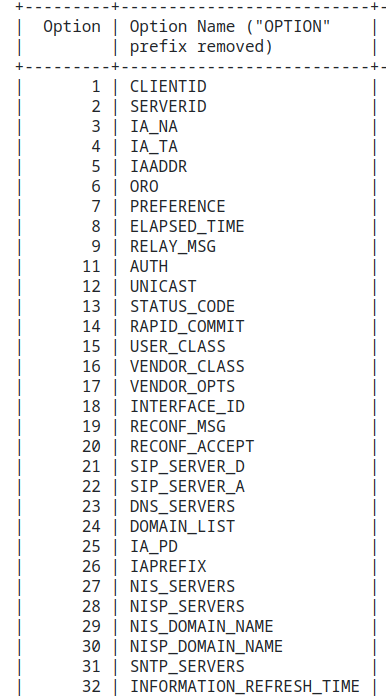 +---------+--------------------------+-
|  Option | Option Name ("OPTION"    |
|         | prefix removed)          |
+---------+--------------------------+-
|       1 | CLIENTID                 |
|       2 | SERVERID                 |
|       3 | IA_NA                    |
|       4 | IA_TA                    |
|       5 | IAADDR                   |
|       6 | ORO                      |
|       7 | PREFERENCE               |
|       8 | ELAPSED_TIME             |
|       9 | RELAY_MSG                |
|      11 | AUTH                     |
|      12 | UNICAST                  |
|      13 | STATUS_CODE              |
|      14 | RAPID_COMMIT             |
|      15 | USER_CLASS               |
|      16 | VENDOR_CLASS             |
|      17 | VENDOR_OPTS              |
|      18 | INTERFACE_ID             |
|      19 | RECONF_MSG               |
|      20 | RECONF_ACCEPT            |
|      21 | SIP_SERVER_D             |
|      22 | SIP_SERVER_A             |
|      23 | DNS_SERVERS              |
|      24 | DOMAIN_LIST              |
|      25 | IA_PD                    |
|      26 | IAPREFIX                 |
|      27 | NIS_SERVERS              |
|      28 | NISP_SERVERS             |
|      29 | NIS_DOMAIN_NAME          |
|      30 | NISP_DOMAIN_NAME         |
|      31 | SNTP_SERVERS             |
|      32 | INFORMATION_REFRESH_TIME |